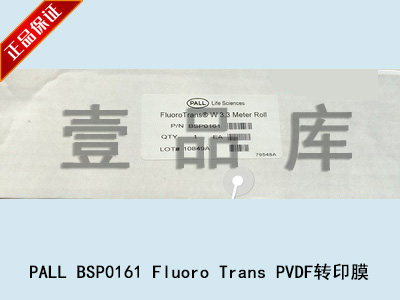 正品保证
PALL Life Sciences
FluoroTrans® W 3.3 Meter Roll
P/N BSP0161
QTY 1 EA
LOT# 10849A
79548A
壹品库
PALL BSP0161 Fluoro Trans PVDF转印膜